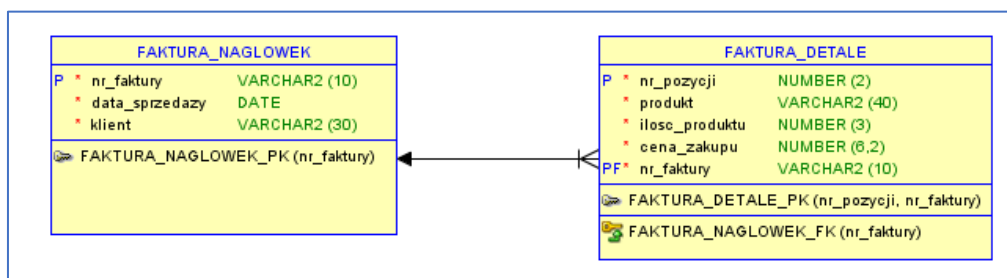 FAKTURA_NAGLOWEK
P * nr_faktury VARCHAR2 (10)
* data_sprzedazy DATE
* klient VARCHAR2 (30)
FAKTURA_NAGLOWEK_PK (nr_faktury)
FAKTURA_DETALE
P * nr_pozycji NUMBER (2)
* produkt VARCHAR2 (40)
* ilosc_produktu NUMBER (3)
* cena_zakupu NUMBER (6,2)
PF* nr_faktury VARCHAR2 (10)
FAKTURA_DETALE_PK (nr_pozycji, nr_faktury)
FAKTURA_NAGLOWEK_FK (nr_faktury)